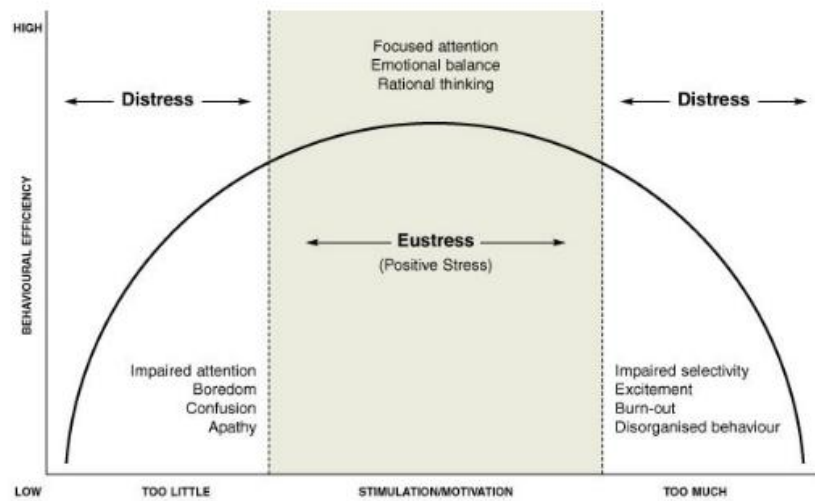 HIGH
Focused attention
Emotional balance
Rational thinking
Distress
Distress
BEHAVIOURAL EFFICIENCY
Eustress
(Positive Stress)
Impaired attention
Boredom
Confusion
Apathy
Impaired selectivity
Excitement
Burn-out
Disorganised behaviour
LOW
TOO LITTLE
STIMULATION/MOTIVATION
TOO MUCH